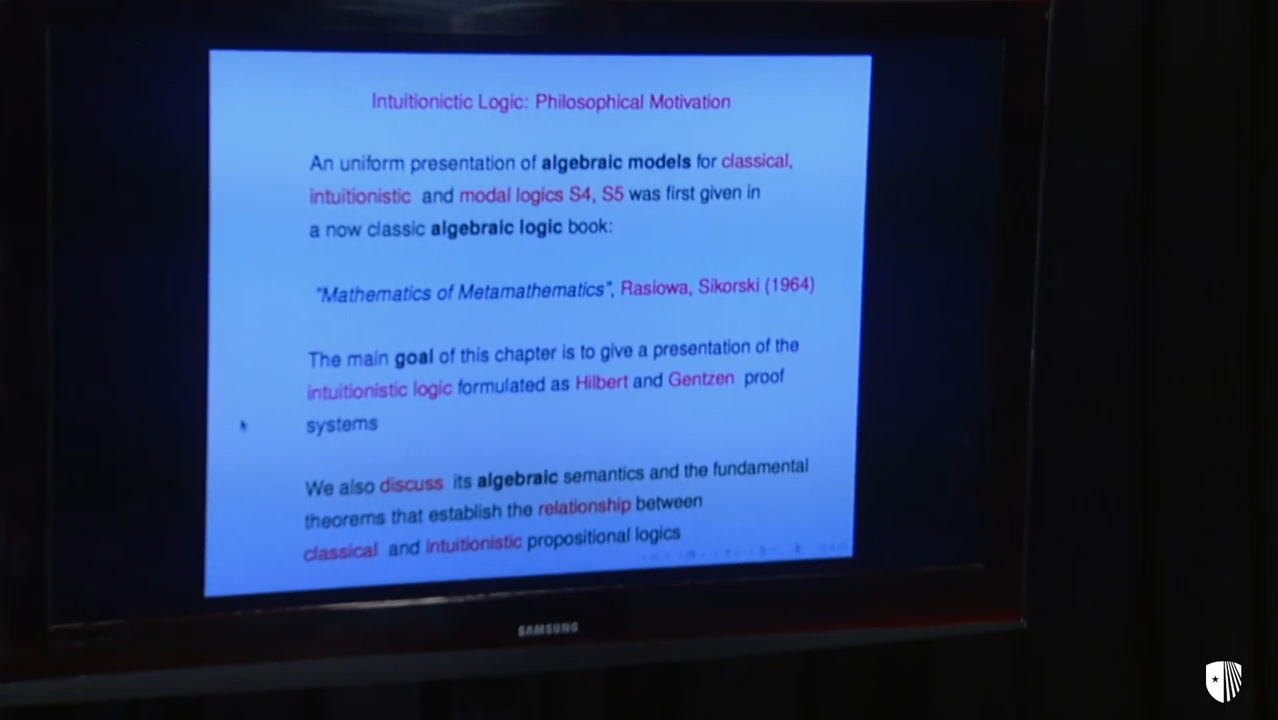 Intuitionictic Logic: Philosophical Motivation
An uniform presentation of algebraic models for classical,
intuitionistic and modal logics S4, S5 was first given in
a now classic algebraic logic book:
"Mathematics of Metamathematics", Rasiowa, Sikorski (1964)
The main goal of this chapter is to give a presentation of the
intuitionistic logic formulated as Hilbert and Gentzen proof
systems
We also discuss its algebraic semantics and the fundamental
theorems that establish the relationship between
classical and intuitionistic propositional logics
SAMSUNG